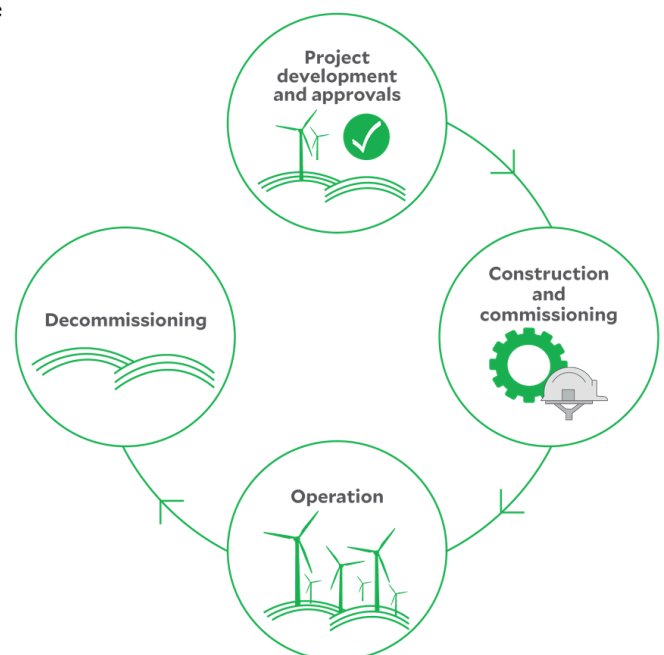 Project
development
and approvals
Construction
and
commissioning
Decommissioning
Operation